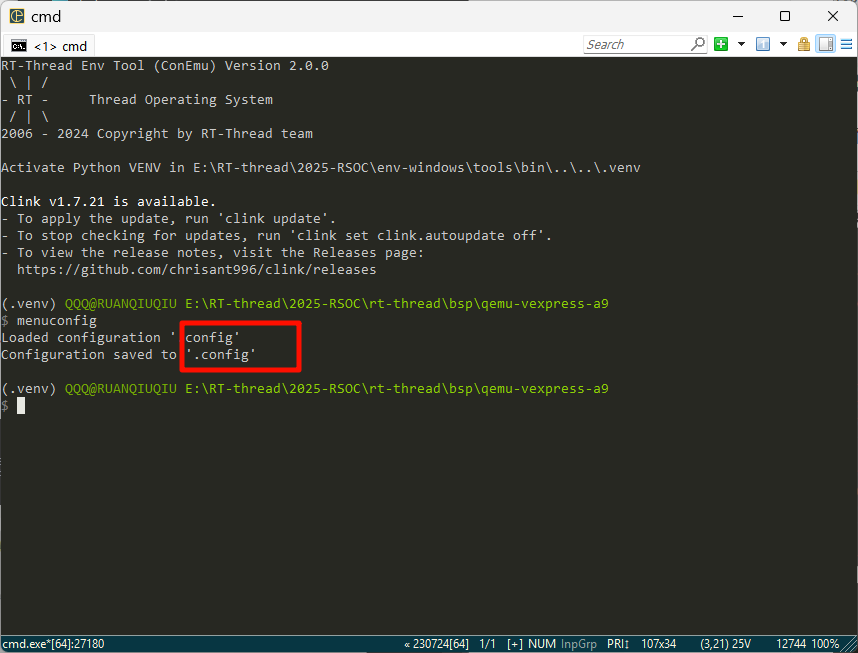 cmd
<1> cmd
Search
RT-Thread Env Tool (ConEmu) Version 2.0.0
 \ | /
- RT -     Thread Operating System
 / | \
2006 - 2024 Copyright by RT-Thread team
Activate Python VENV in E:\RT-thread\2025-RSOC\env-windows\tools\bin\..\..\.venv
Clink v1.7.21 is available.
- To apply the update, run 'clink update'.
- To stop checking for updates, run 'clink set clink.autoupdate off'.
- To view the release notes, visit the Releases page:
  https://github.com/chrisant996/clink/releases
(.venv) QQQ@RUANQIUQIU E:\RT-thread\2025-RSOC\rt-thread\bsp\qemu-vexpress-a9
$ menuconfig
Loaded configuration ' config'
Configuration saved to '.config'
(.venv) QQQ@RUANQIUQIU E:\RT-thread\2025-RSOC\rt-thread\bsp\qemu-vexpress-a9
$
cmd.exe*[64]:27180 « 230724[64] 1/1 [+] NUM InpGrp PRI↕ 107x34 (3,21) 25V 12744 100%